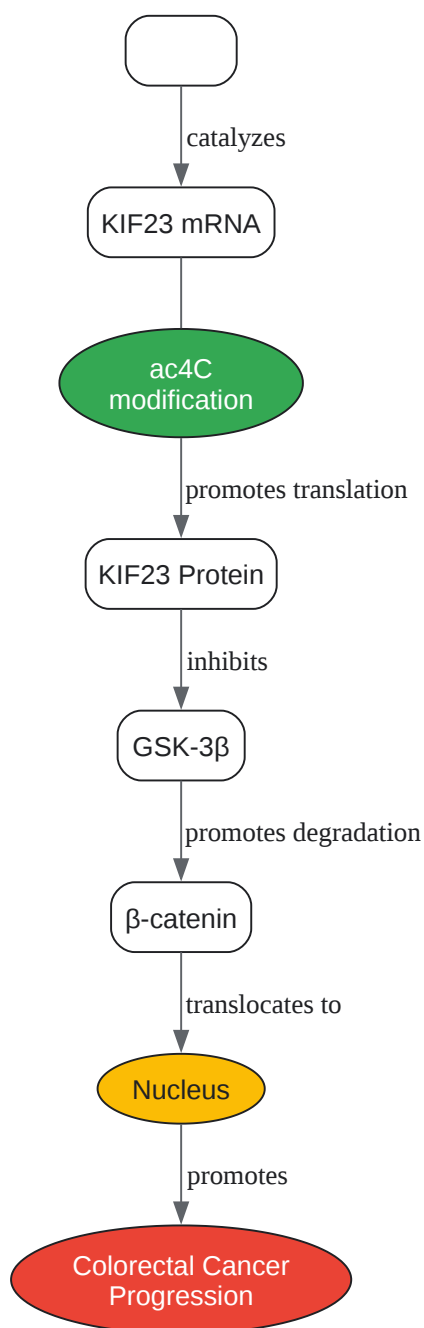 catalyzes
KIF23 mRNA
ac4C
modification
promotes translation
KIF23 Protein
inhibits
GSK-3β
promotes degradation
β-catenin
translocates to
Nucleus
promotes
Colorectal Cancer
Progression